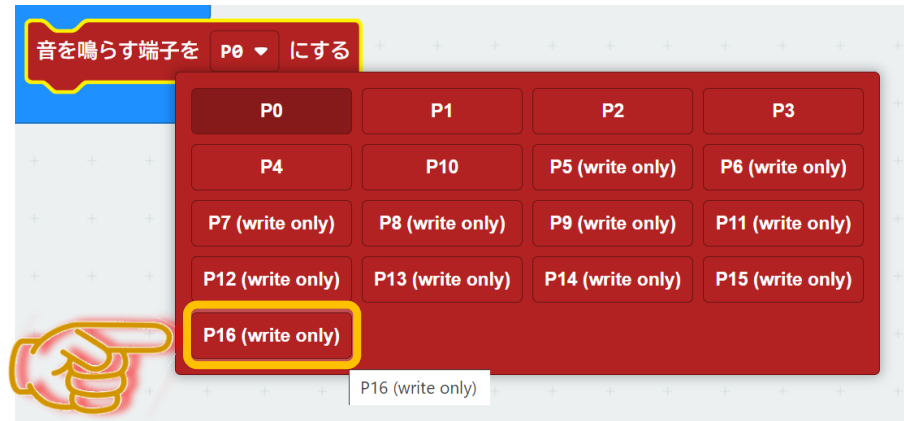 音を鳴らす端子を P0 にする
P0 P1 P2 P3
P4 P10 P5 (write only) P6 (write only)
P7 (write only) P8 (write only) P9 (write only) P11 (write only)
P12 (write only) P13 (write only) P14 (write only) P15 (write only)
P16 (write only)
P16 (write only)